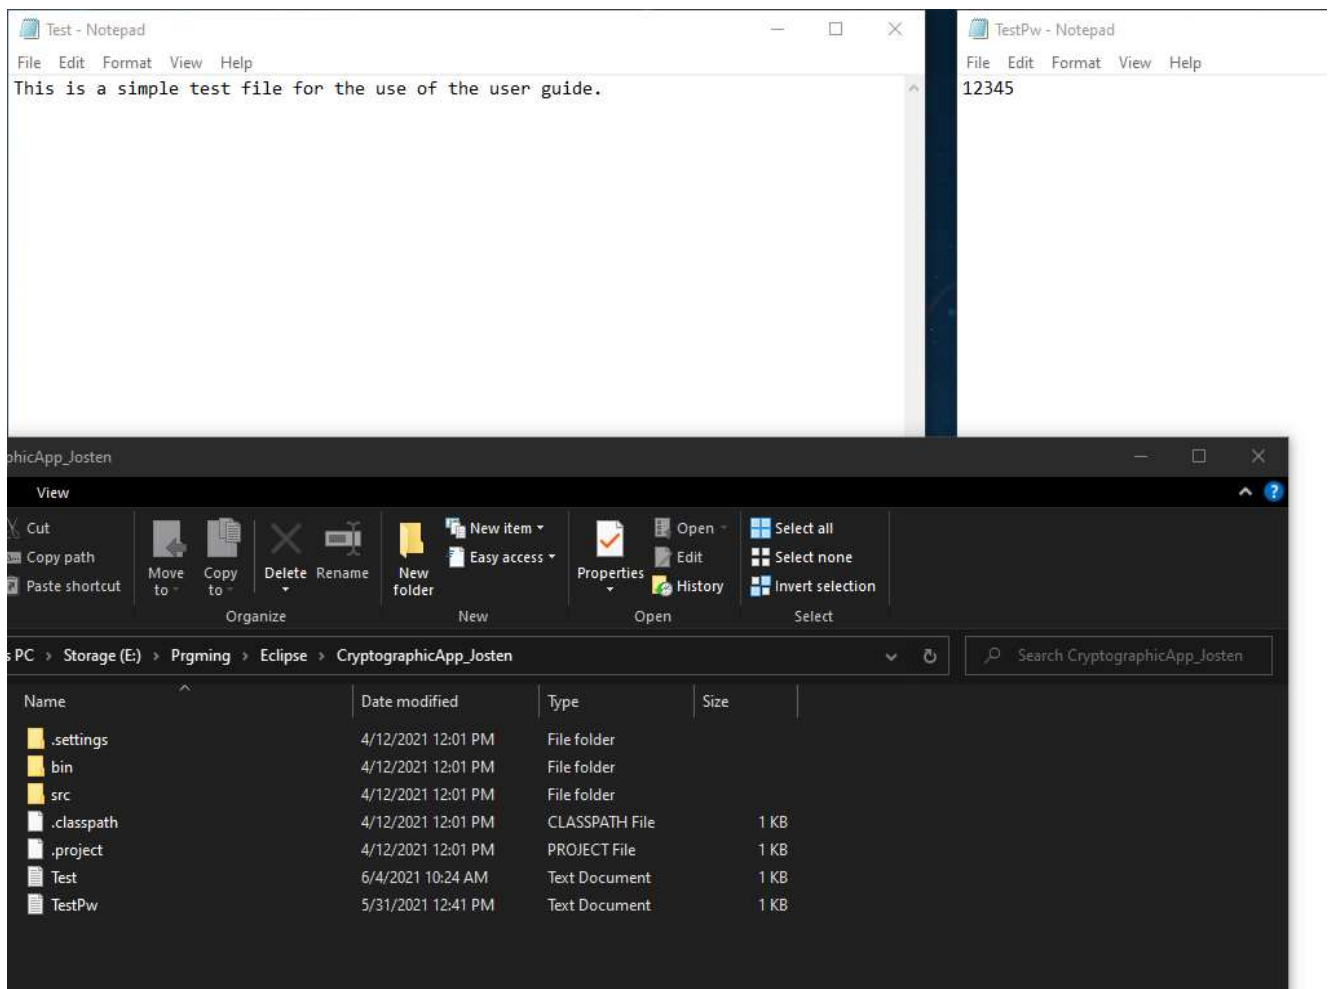 Test - Notepad
File Edit Format View Help
This is a simple test file for the use of the user guide.
TestPw - Notepad
File Edit Format View Help
12345
phicApp_Josten
View
Cut
Copy path
Paste shortcut
Move to
Copy to
Delete
Rename
Organize
New folder
New item
Easy access
New
Properties
Open
Edit
History
Open
Select all
Select none
Invert selection
Select
s PC > Storage (E:) > Prgming > Eclipse > CryptographicApp_Josten
Search CryptographicApp_Josten
Name Date modified Type Size
.settings 4/12/2021 12:01 PM File folder
bin 4/12/2021 12:01 PM File folder
src 4/12/2021 12:01 PM File folder
.classpath 4/12/2021 12:01 PM CLASSPATH File 1 KB
.project 4/12/2021 12:01 PM PROJECT File 1 KB
Test 6/4/2021 10:24 AM Text Document 1 KB
TestPw 5/31/2021 12:41 PM Text Document 1 KB